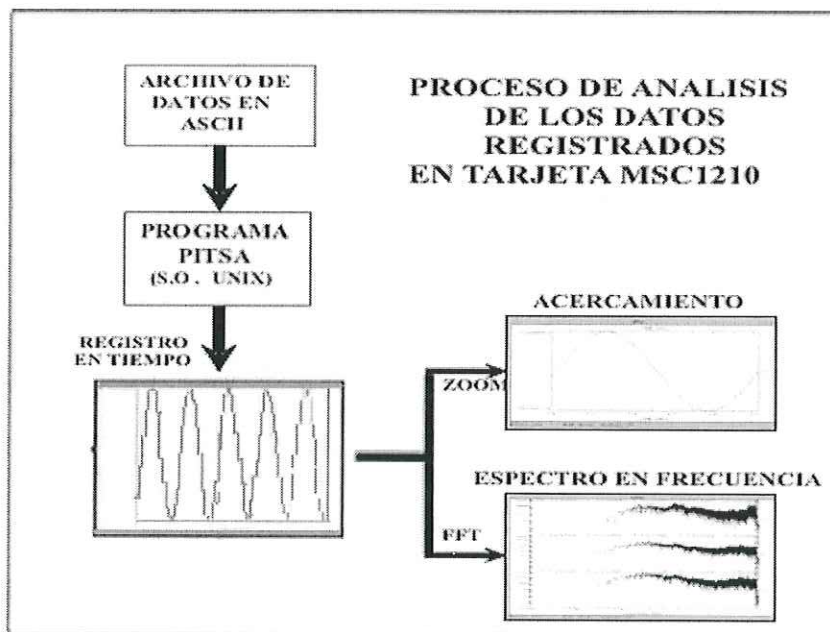 ARCHIVO DE
DATOS EN
ASCII
PROCESO DE ANALISIS
DE LOS DATOS
REGISTRADOS
EN TARJETA MSC1210
PROGRAMA
PITSA
(S.O. UNIX)
REGISTRO
EN TIEMPO
ACERCAMIENTO
ZOOM
ESPECTRO EN FRECUENCIA
FFT